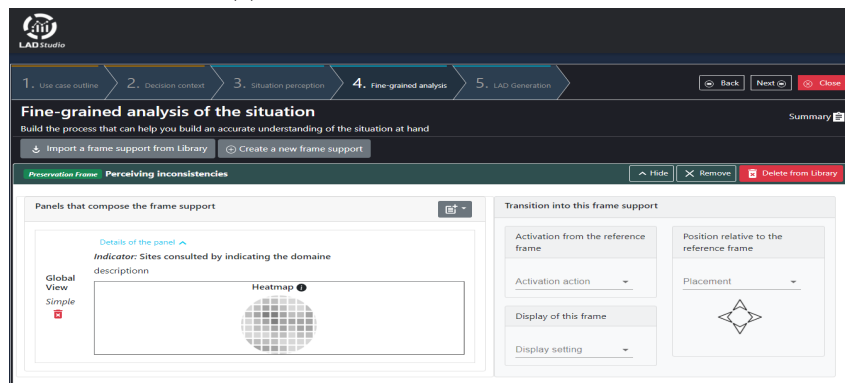 LAD Studio
1. Use case outline
2. Decision context
3. Situation perception
4. Fine-grained analysis
5. LAD Generation
Back
Next
Close
Fine-grained analysis of the situation
Build the process that can help you build an accurate understanding of the situation at hand
Summary
Import a frame support from Library
Create a new frame support
Preservation Frame Perceiving inconsistencies
Hide
Remove
Delete from Library
Panels that compose the frame support
Details of the panel
Indicator: Sites consulted by indicating the domaine
descriptionn
Global
View
Simple
Heatmap
Transition into this frame support
Activation from the reference
frame
Activation action
Display of this frame
Display setting
Position relative to the
reference frame
Placement